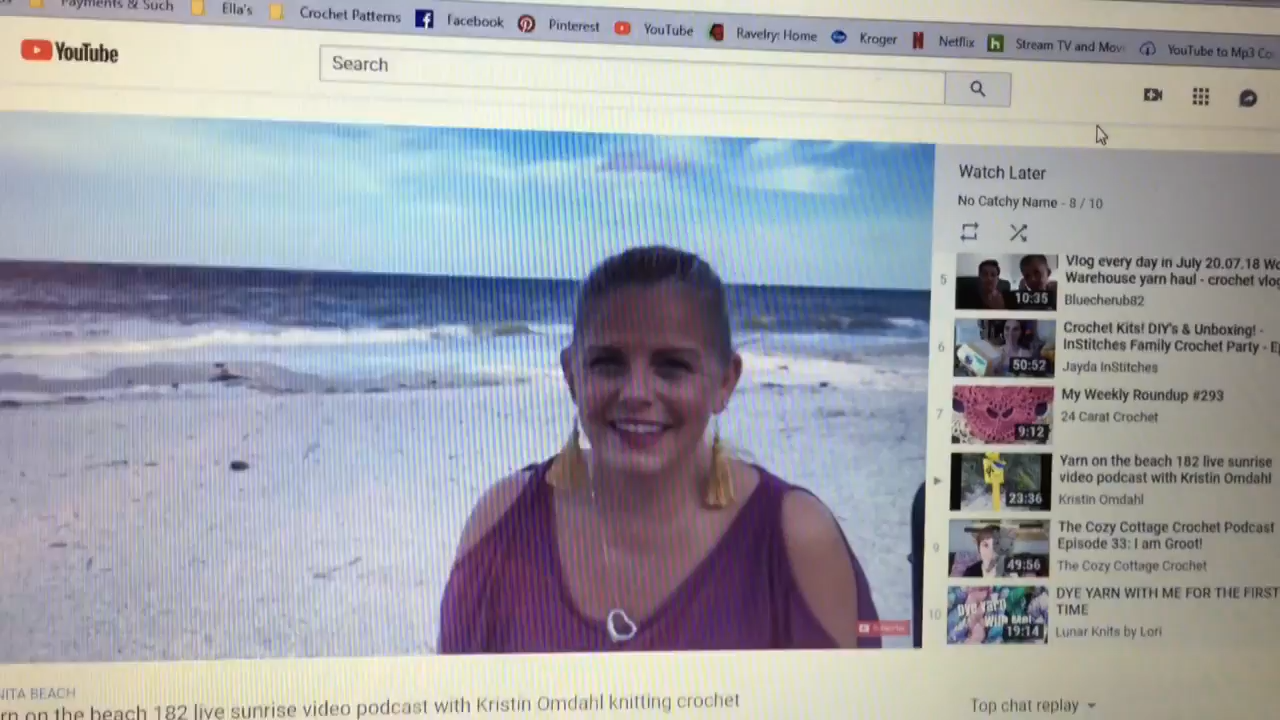 Payments & Such Ella's Crochet Patterns Facebook Pinterest YouTube Ravelry: Home Kroger Netflix Stream TV and Mov YouTube to Mp3 Co
YouTube
Search
Watch Later
No Catchy Name - 8 / 10
5
Vlog every day in July 20.07.18 Wo
Warehouse yarn haul - crochet vlog
10:35
Bluecherub82
6
Crochet Kits! DIY's & Unboxing! -
InStitches Family Crochet Party - Ep
50:52
Jayda InStitches
7
My Weekly Roundup #293
24 Carat Crochet
9:12
Yarn on the beach 182 live sunrise
video podcast with Kristin Omdahl
23:36
Kristin Omdahl
9
The Cozy Cottage Crochet Podcast
Episode 33: I am Groot!
49:56
The Cozy Cottage Crochet
10
DYE YARN WITH ME FOR THE FIRST
TIME
Dye yarn
with me!
19:14
Lunar Knits by Lori
NITA BEACH
rn on the beach 182 live sunrise video podcast with Kristin Omdahl knitting crochet
Top chat replay